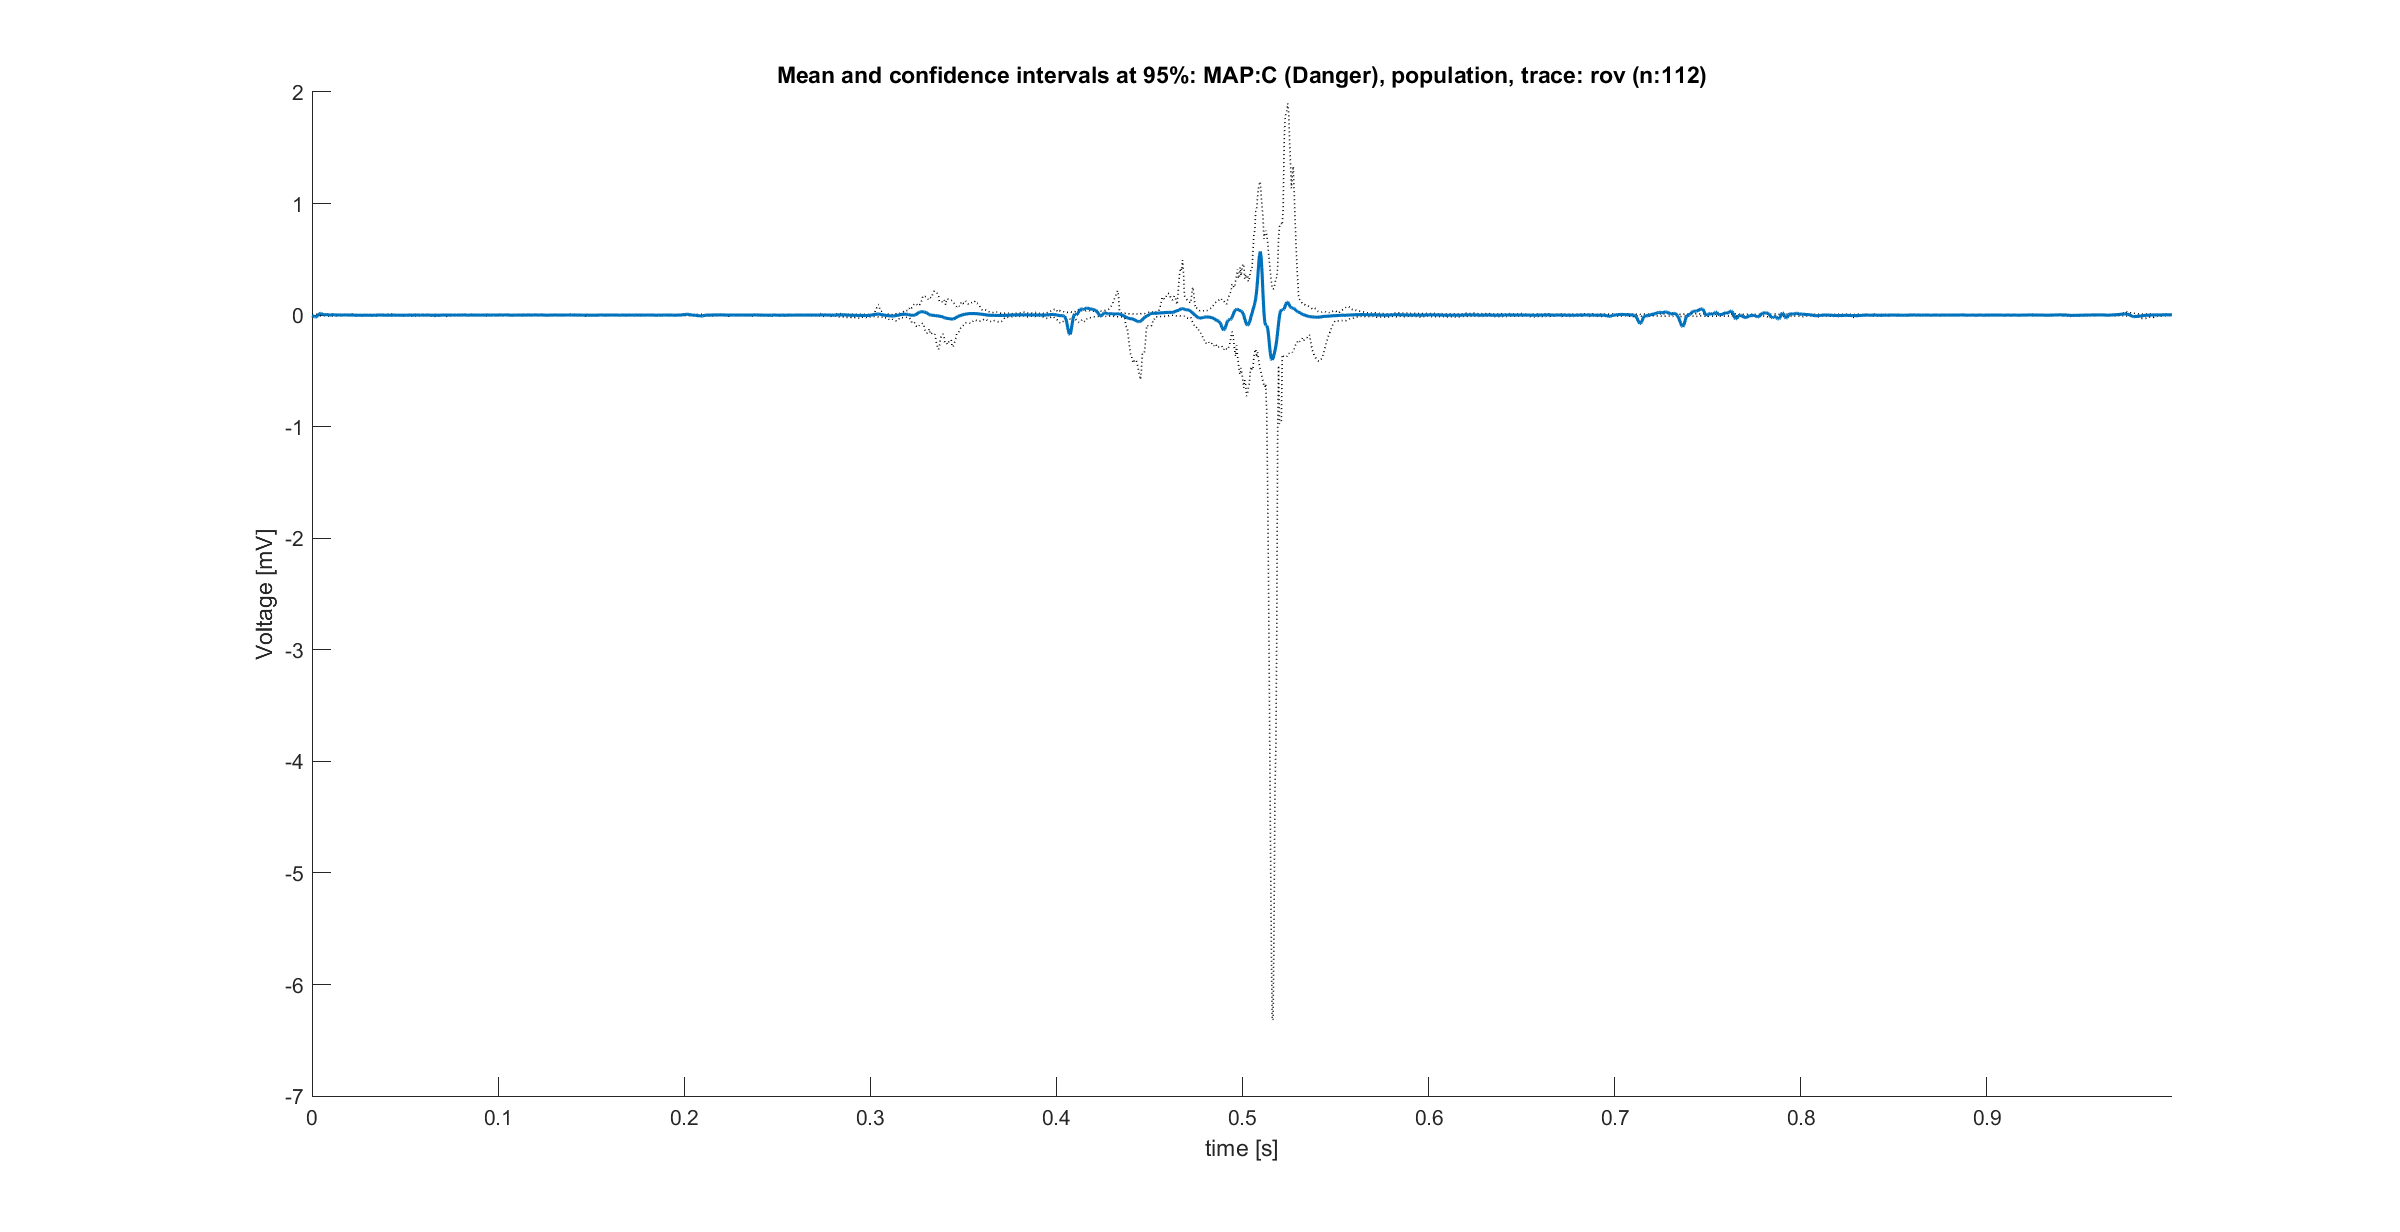 Mean and confidence intervals at 95%: MAP:C (Danger), population, trace: rov (n:112)
2
1
0
-1
-2
-3
-4
-5
-6
-7
Voltage [mV]
0 0.1 0.2 0.3 0.4 0.5 0.6 0.7 0.8 0.9
time [s]